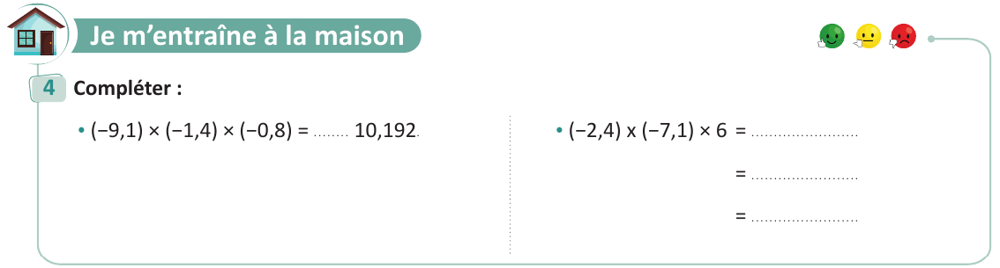 Je m'entraîne à la maison
4 Compléter :
• (−9,1) × (−1,4) × (−0,8) = ........ 10,192.
• (−2,4) x (−7,1) × 6 = ........................
= ........................
= ........................